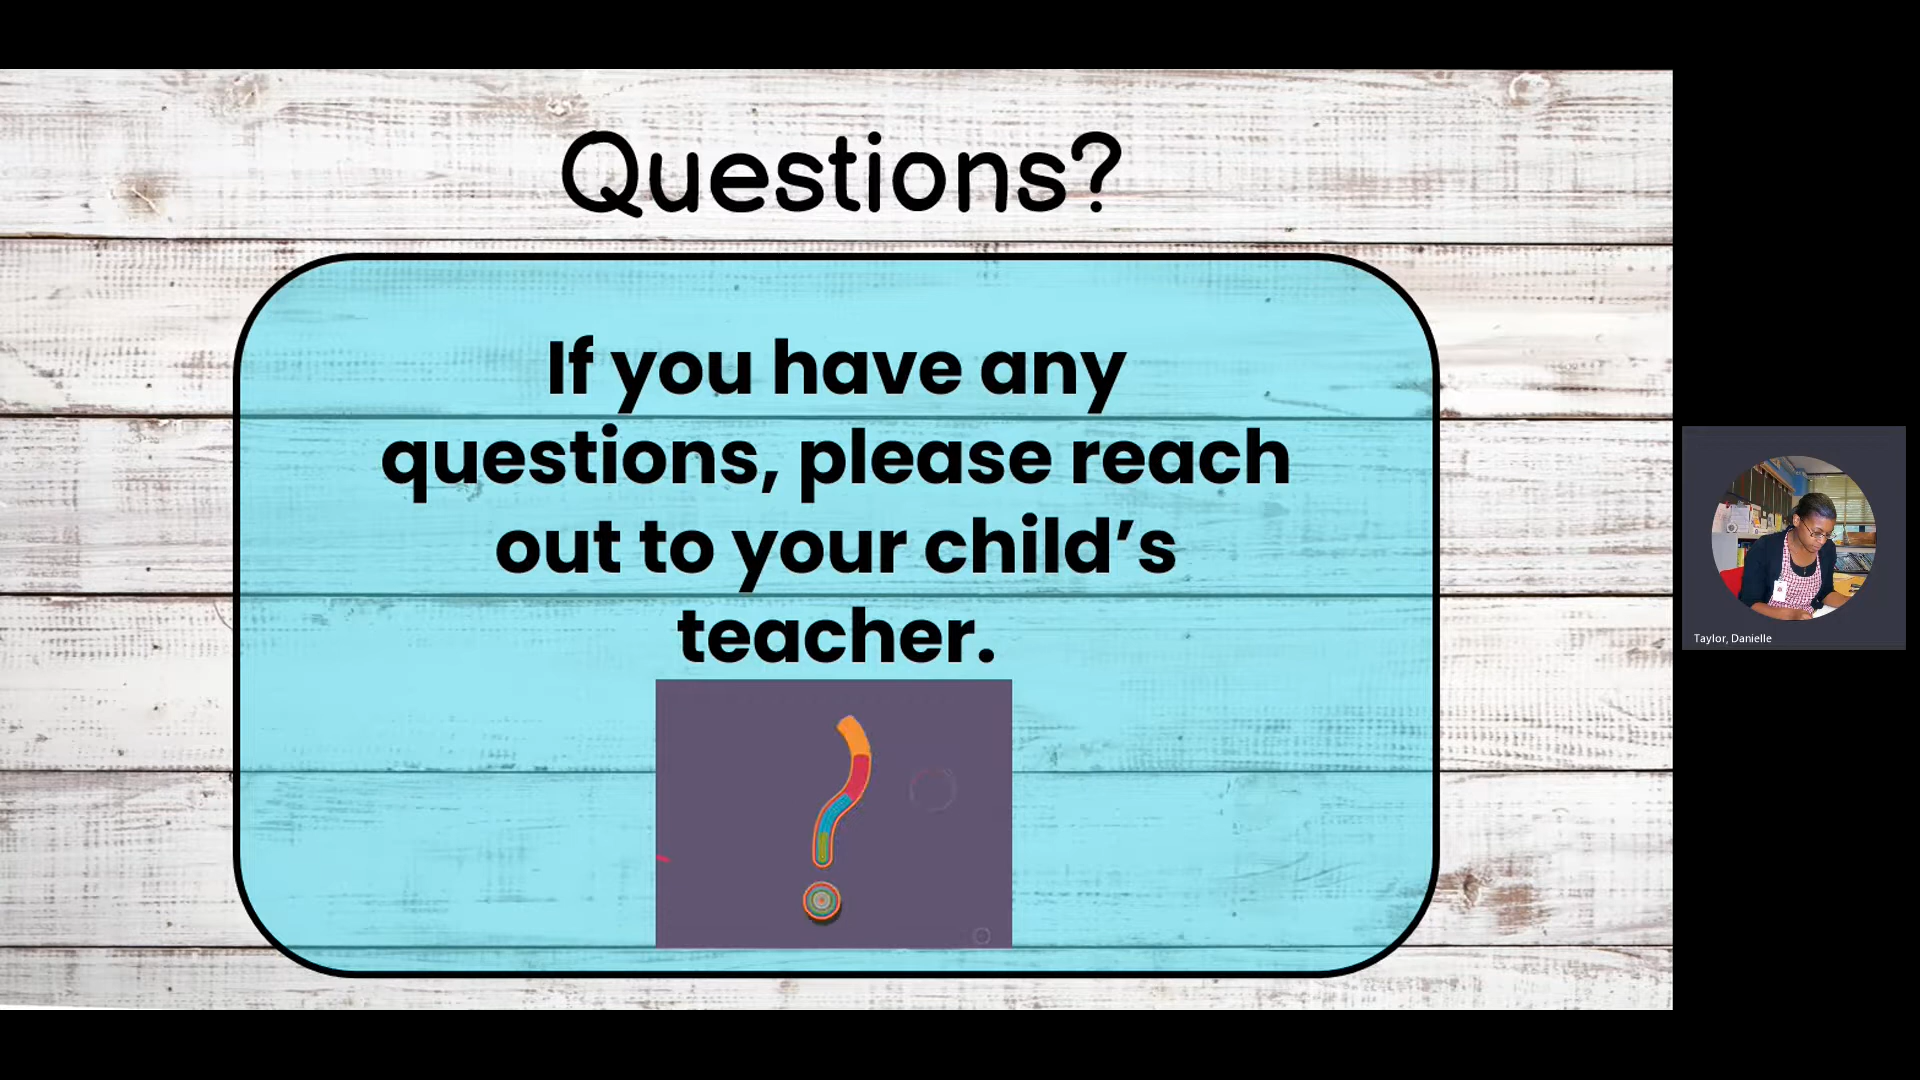 Questions?
If you have any
questions, please reach
out to your child’s
teacher.
Taylor, Danielle